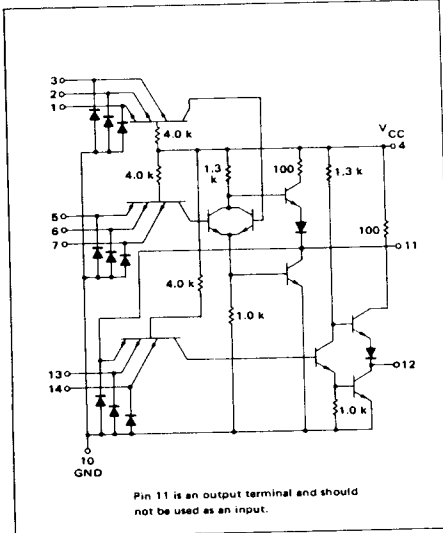 3
2
1
4.0 k
VCC
4
4.0 k
1.3
k
100
1.3 k
100
5
6
7
11
4.0 k
1.0 k
13
14
12
1.0 k
10
GND
Pin 11 is an output terminal and should
not be used as an input.